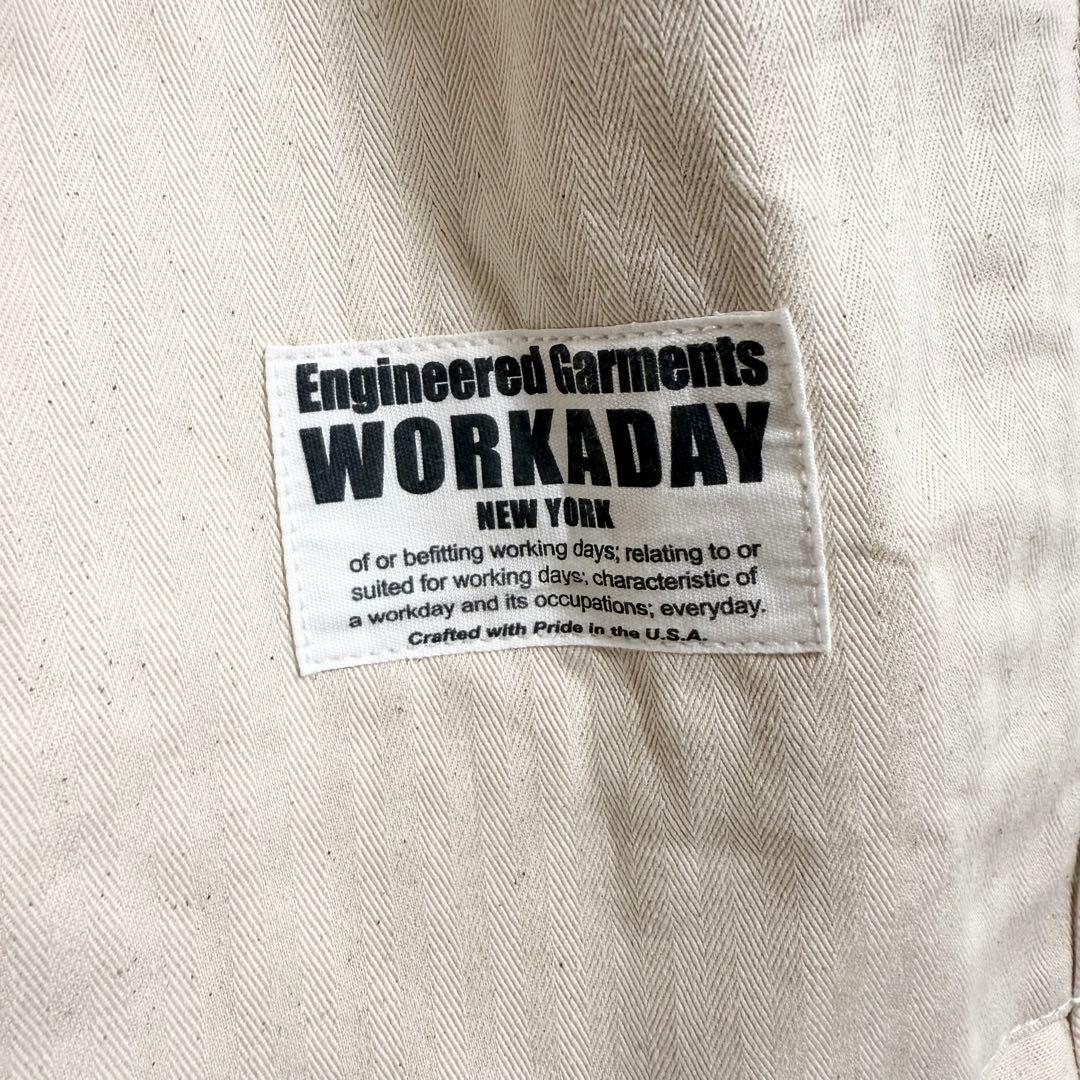 Engineered Garments
WORKADAY
NEW YORK
of or befitting working days; relating to or
suited for working days; characteristic of
a workday and its occupations; everyday.
Crafted with Pride in the U.S.A.